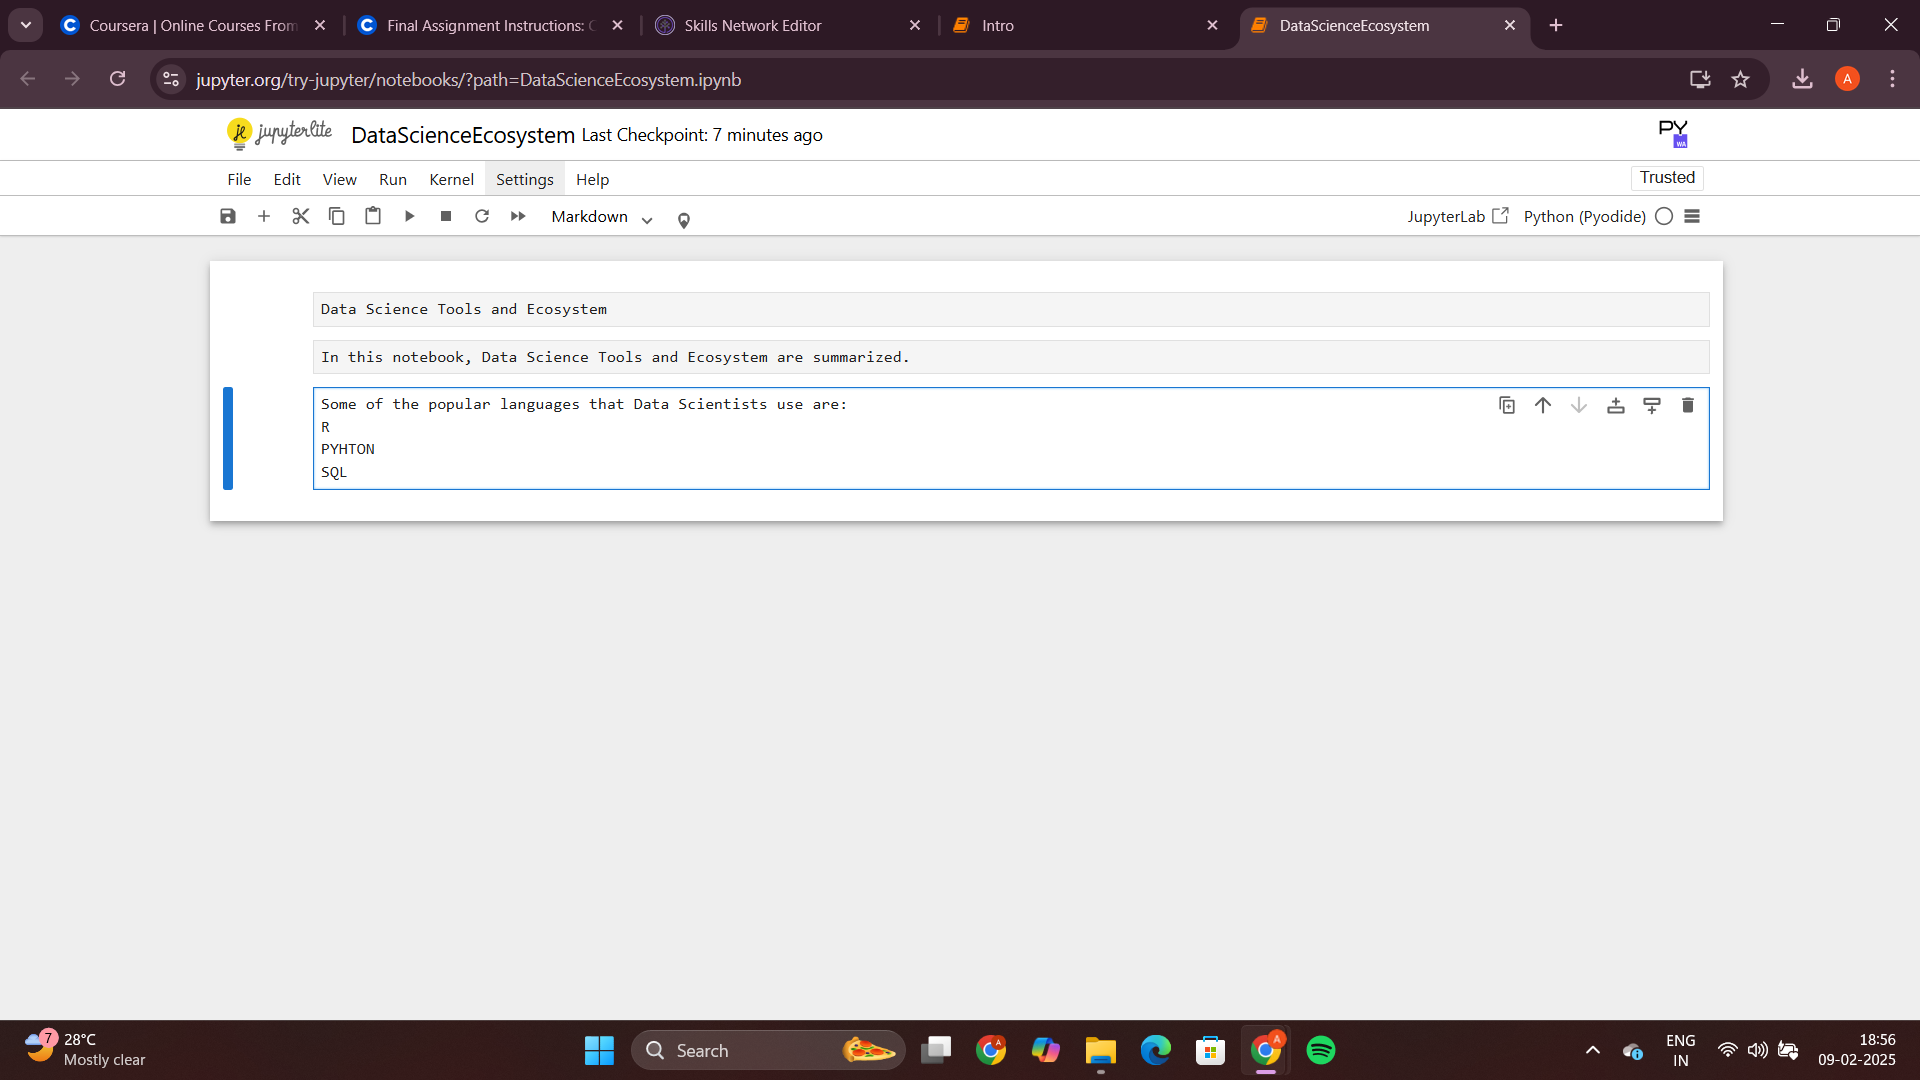 Coursera | Online Courses From
Final Assignment Instructions: C
Skills Network Editor
Intro
DataScienceEcosystem
jupyter.org/try-jupyter/notebooks/?path=DataScienceEcosystem.ipynb
A
jupyterlite
DataScienceEcosystem Last Checkpoint: 7 minutes ago
PY
WA
File Edit View Run Kernel Settings Help
Trusted
Markdown
JupyterLab
Python (Pyodide)
Data Science Tools and Ecosystem
In this notebook, Data Science Tools and Ecosystem are summarized.
Some of the popular languages that Data Scientists use are:
R
PYHTON
SQL
7
28°C
Mostly clear
Search
A
A
ENG
IN
18:56
09-02-2025